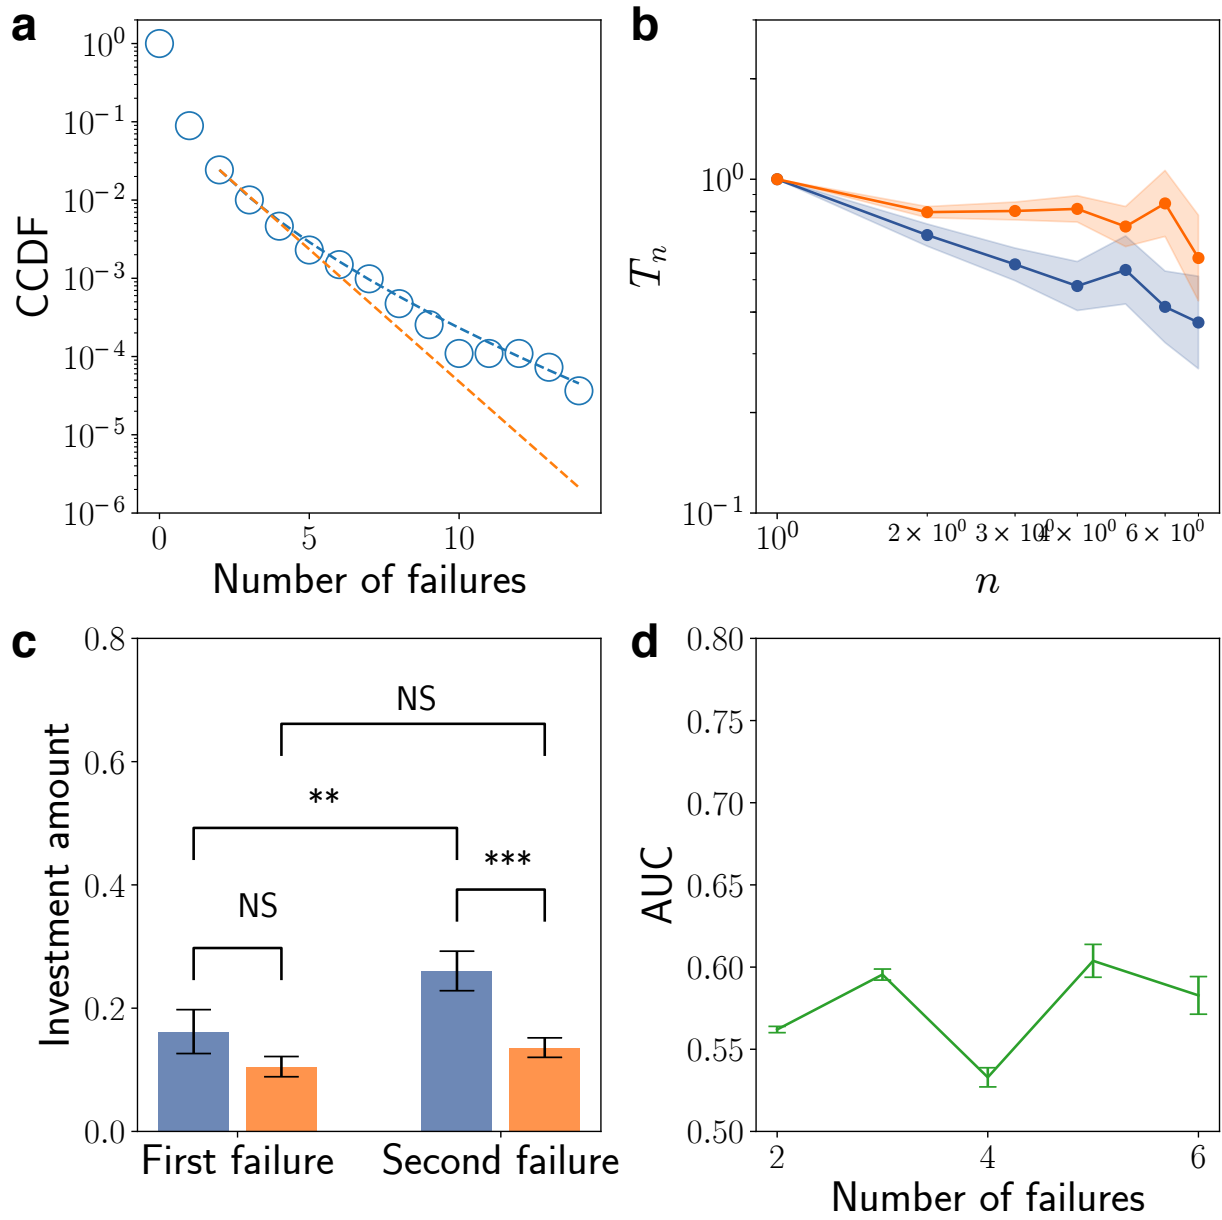 a
10^0
10^-1
10^-2
10^-3
10^-4
10^-5
10^-6
CCDF
0 5 10
Number of failures
b
10^0
10^-1
T_n
10^0 2 × 10^0 3 × 10^0 4 × 10^0 6 × 10^0
n
c
0.8
0.6
0.4
0.2
0.0
Investment amount
NS
**
***
NS
First failure Second failure
d
0.80
0.75
0.70
0.65
0.60
0.55
0.50
AUC
2 4 6
Number of failures